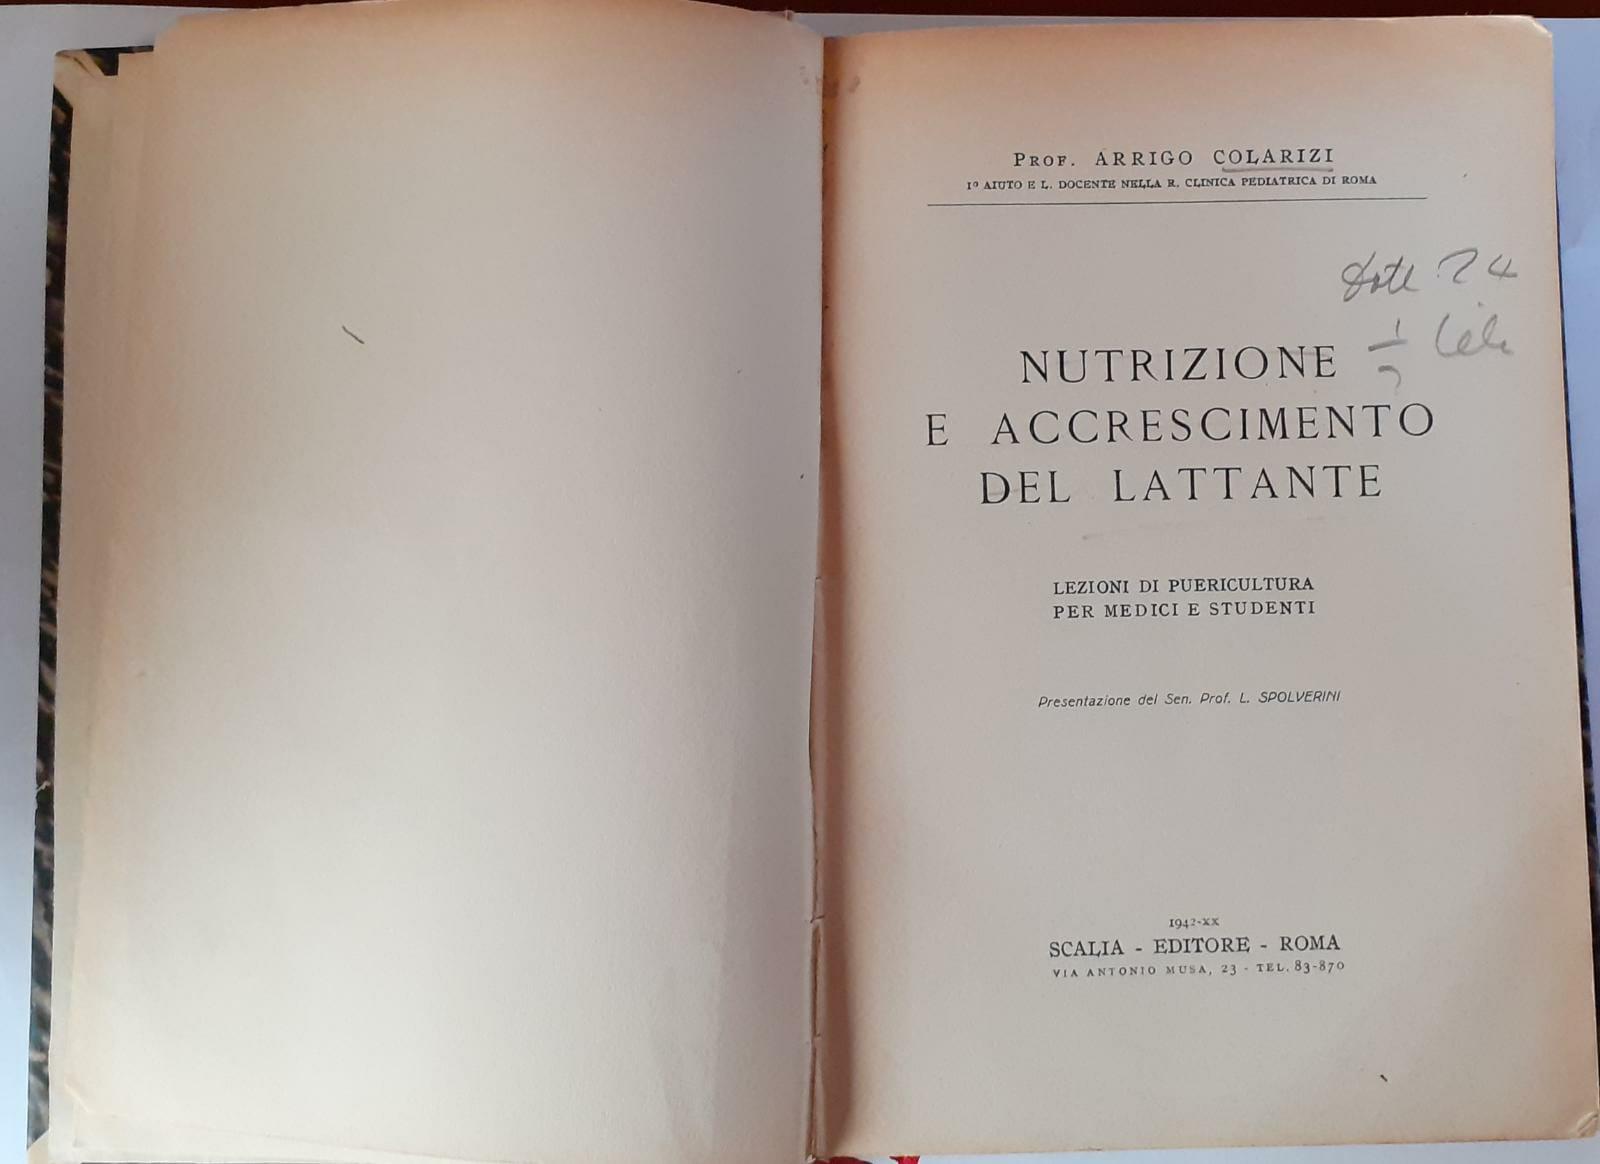 PROF. ARRIGO COLARIZI
1º AIUTO E L. DOCENTE NELLA R. CLINICA PEDIATRICA DI ROMA
NUTRIZIONE
E ACCRESCIMENTO
DEL LATTANTE
LEZIONI DI PUERICULTURA
PER MEDICI E STUDENTI
Presentazione del Sen. Prof. L. SPOLVERINI
1942-XX
SCALIA - EDITORE - ROMA
VIA ANTONIO MUSA, 23 - TEL. 83-870